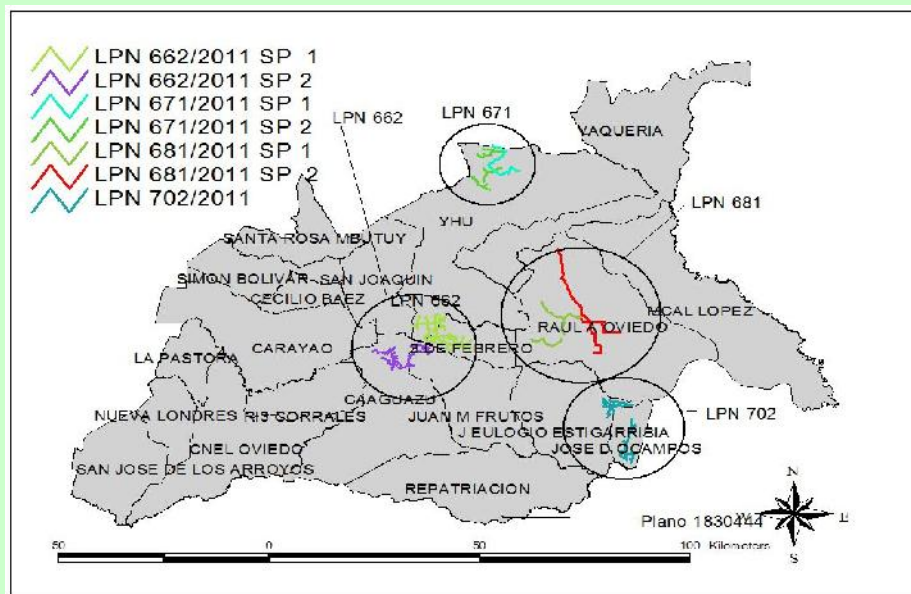 LPN 662/2011 SP 1
LPN 662/2011 SP 2
LPN 671/2011 SP 1
LPN 671/2011 SP 2
LPN 681/2011 SP 1
LPN 681/2011 SP 2
LPN 702/2011
LPN 662
LPN 671
VAQUERIA
LPN 681
YHU
SANTA ROSA MBUTUY
SIMON BOLIVAR
SAN JOAQUIN
CECILIO BAEZ
LPN 662
MCAL LOPEZ
RAUL A OVIEDO
LA PASTORA
CARAYAO
3 DE FEBRERO
CAAGUAZU
NUEVA LONDRES
R I 3 CORRALES
JUAN M FRUTOS
LPN 702
J EULOGIO ESTIGARRIBIA
CNEL OVIEDO
JOSE D OCAMPOS
SAN JOSE DE LOS ARROYOS
REPATRIACION
N
Plano 1830444
W
E
S
50
0
50
100 Kilometers